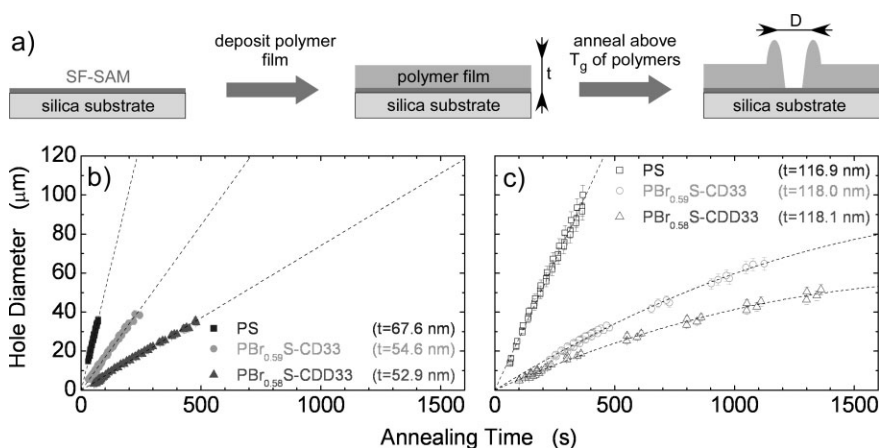 a)
SF-SAM
silica substrate
deposit polymer
film
polymer film
t
silica substrate
anneal above
Tg of polymers
D
silica substrate
Hole Diameter (μm)
120
100
80
60
40
20
0
b)
PS (t=67.6 nm)
PBr0.59S-CD33 (t=54.6 nm)
PBr0.58S-CDD33 (t=52.9 nm)
0 500 1000 1500
c)
PS (t=116.9 nm)
PBr0.59S-CD33 (t=118.0 nm)
PBr0.58S-CDD33 (t=118.1 nm)
0 500 1000 1500
Annealing Time (s)